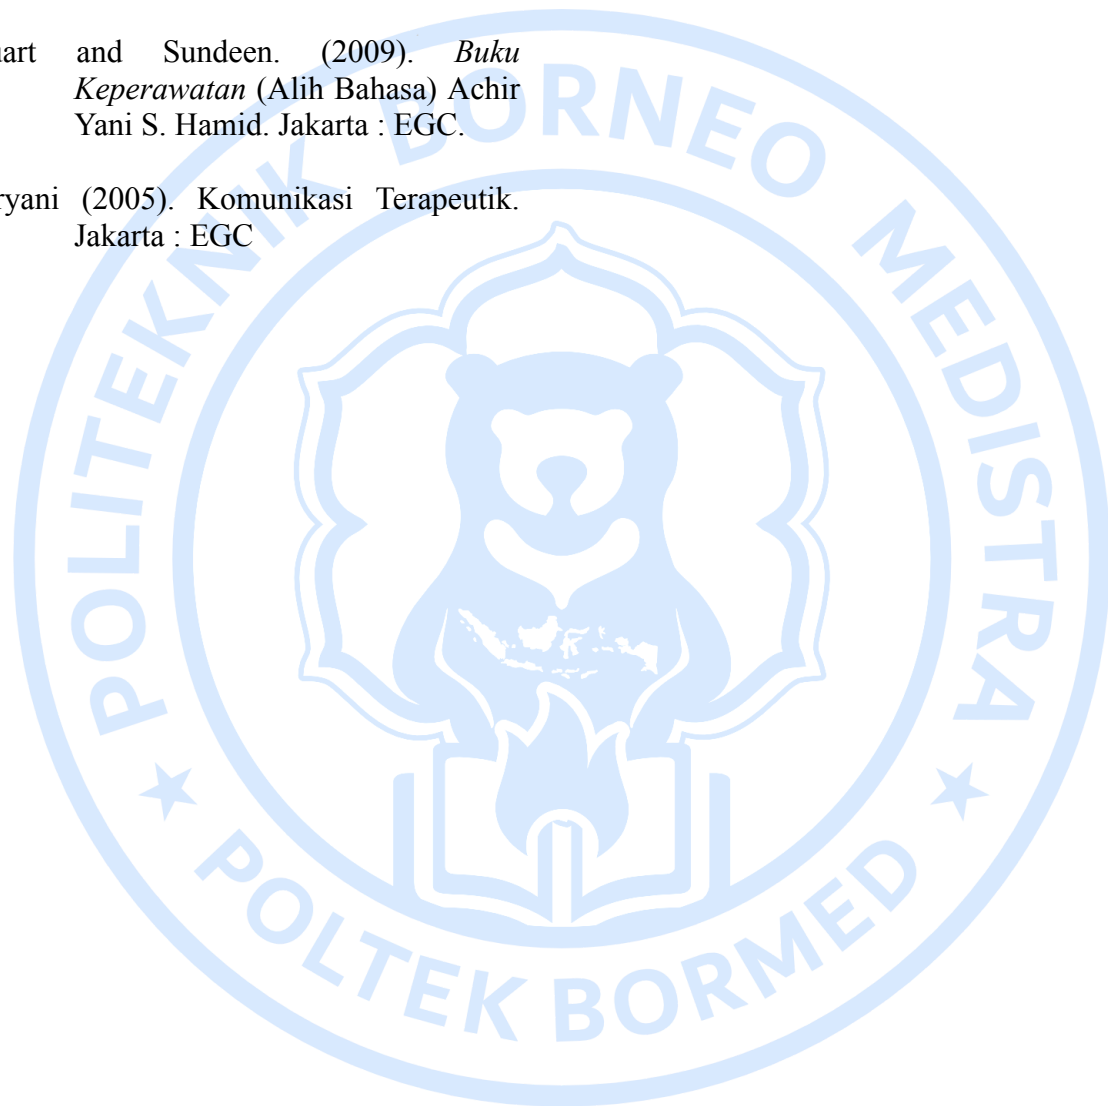 uart and Sundeen. (2009). Buku
Keperawatan (Alih Bahasa) Achir
Yani S. Hamid. Jakarta : EGC.
ryani (2005). Komunikasi Terapeutik.
Jakarta : EGC
POLITEKNIK BORNEO MEDISTRA
POLTEK BORMED